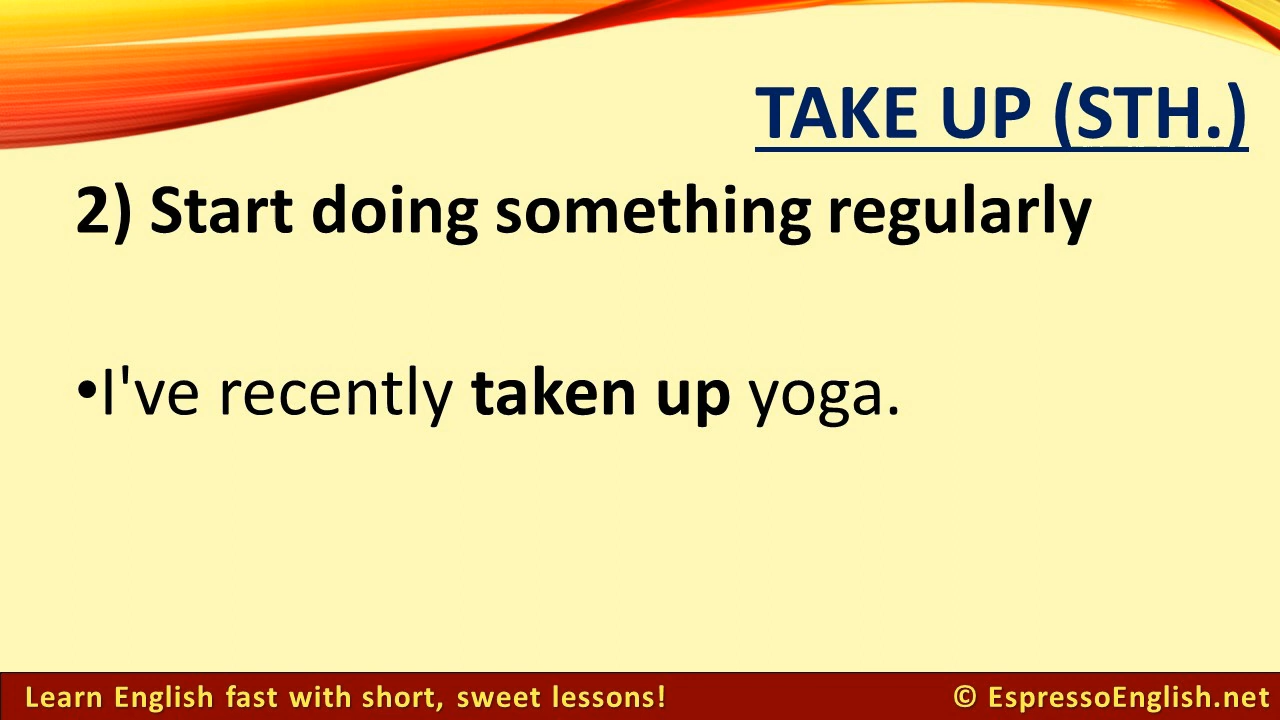 TAKE UP (STH.)
2) Start doing something regularly
•I've recently taken up yoga.
Learn English fast with short, sweet lessons!
© EspressoEnglish.net